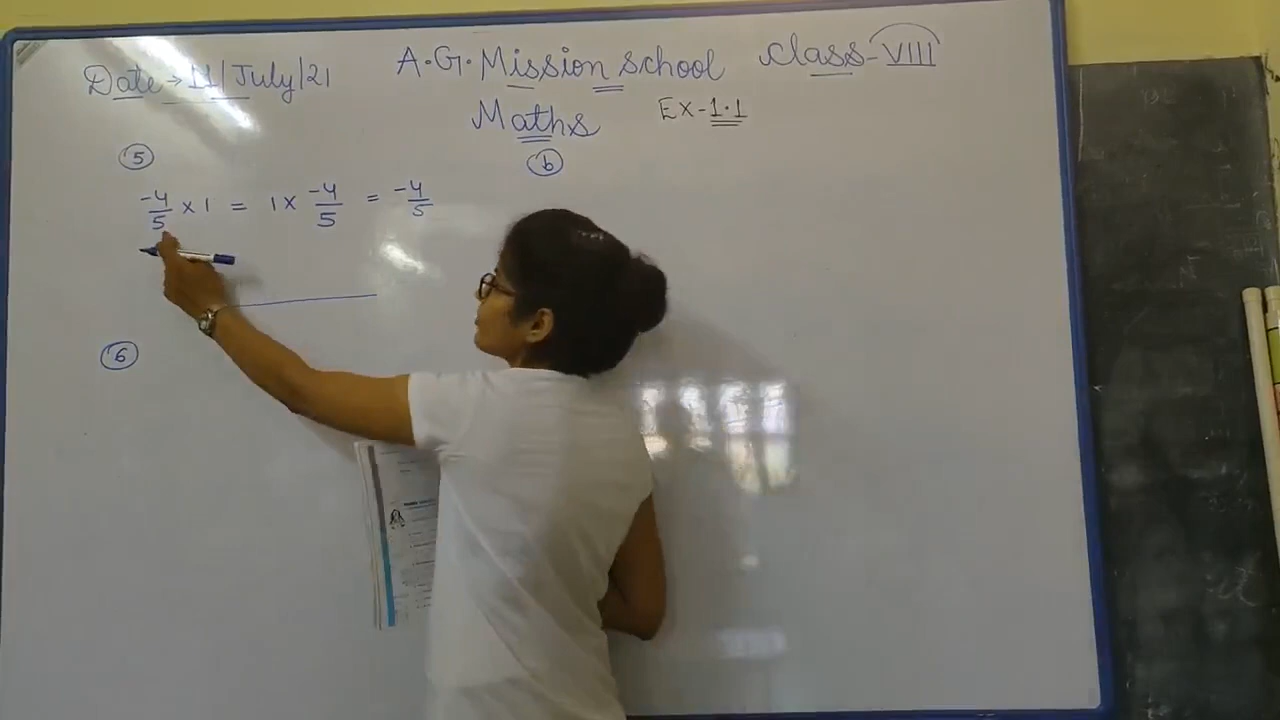 Date → 11/July/21 A.G. Mission school Class-VIII
Maths Ex-1.1
5 b
-4/5 × 1 = 1 × -4/5 = -4/5
6